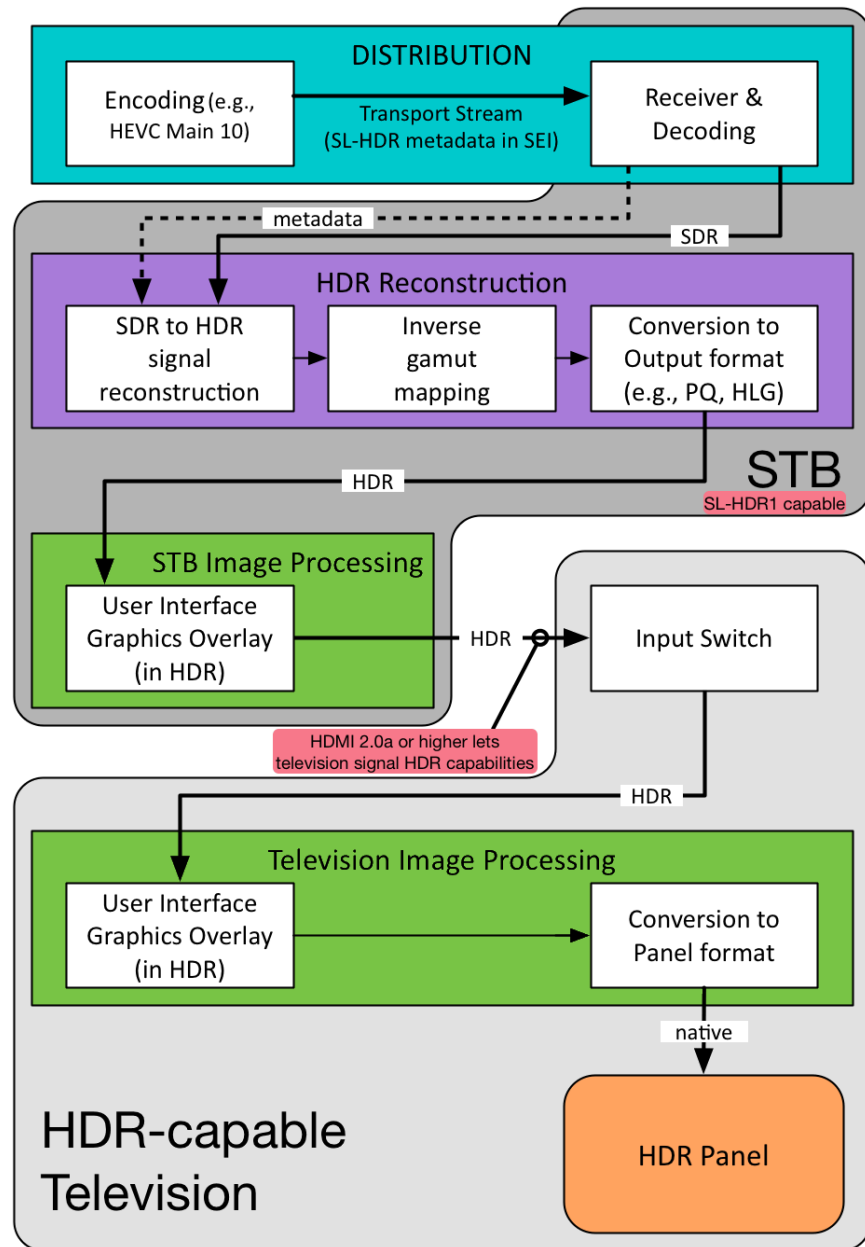 DISTRIBUTION
Encoding (e.g.,
HEVC Main 10)
Transport Stream
(SL-HDR metadata in SEI)
Receiver &
Decoding
metadata
SDR
HDR Reconstruction
SDR to HDR
signal
reconstruction
Inverse
gamut
mapping
Conversion to
Output format
(e.g., PQ, HLG)
STB
SL-HDR1 capable
HDR
STB Image Processing
User Interface
Graphics Overlay
(in HDR)
HDR
Input Switch
HDMI 2.0a or higher lets
television signal HDR capabilities
HDR
Television Image Processing
User Interface
Graphics Overlay
(in HDR)
Conversion to
Panel format
native
HDR-capable
Television
HDR Panel